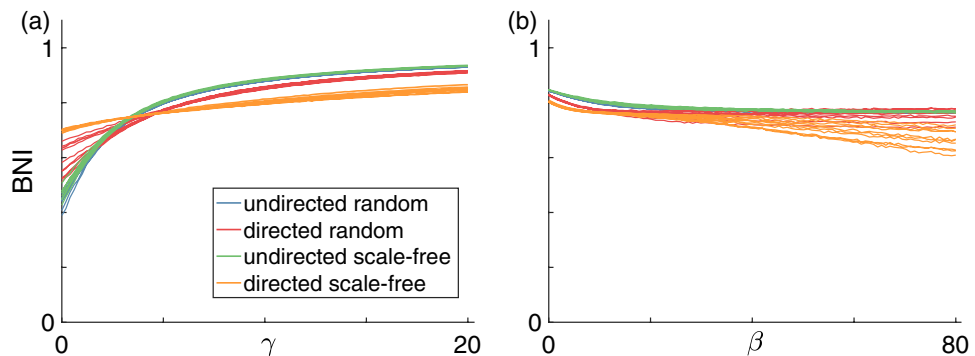 (a)
1
BNI
0
0
γ
20
undirected random
directed random
undirected scale-free
directed scale-free
(b)
1
0
0
β
80